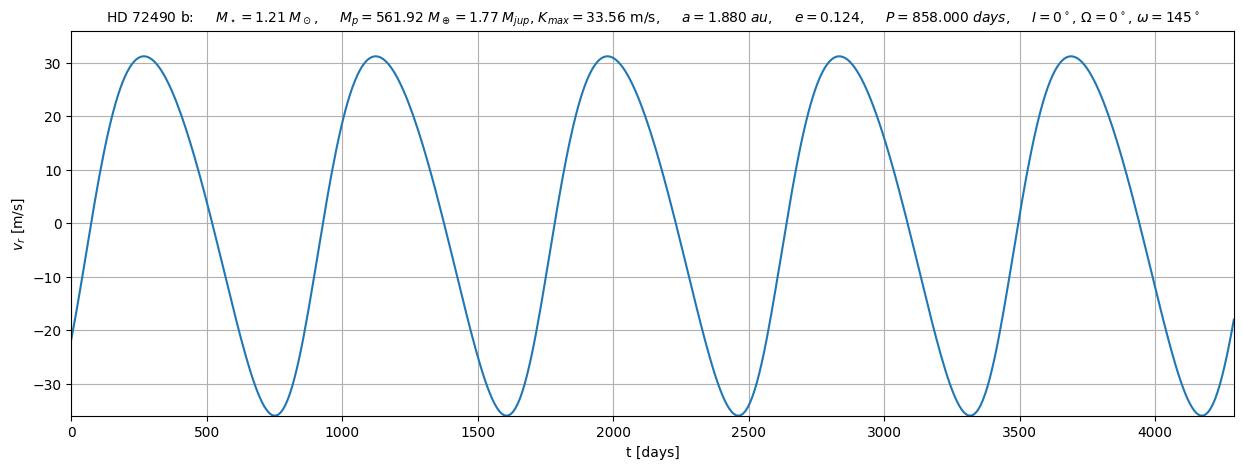 HD 72490 b: M⋆ = 1.21 M⊙, Mp = 561.92 M⊕ = 1.77 Mjup, Kmax = 33.56 m/s, a = 1.880 au, e = 0.124, P = 858.000 days, I = 0°, Ω = 0°, ω = 145°
30
20
10
0
−10
−20
−30
vr [m/s]
0 500 1000 1500 2000 2500 3000 3500 4000
t [days]